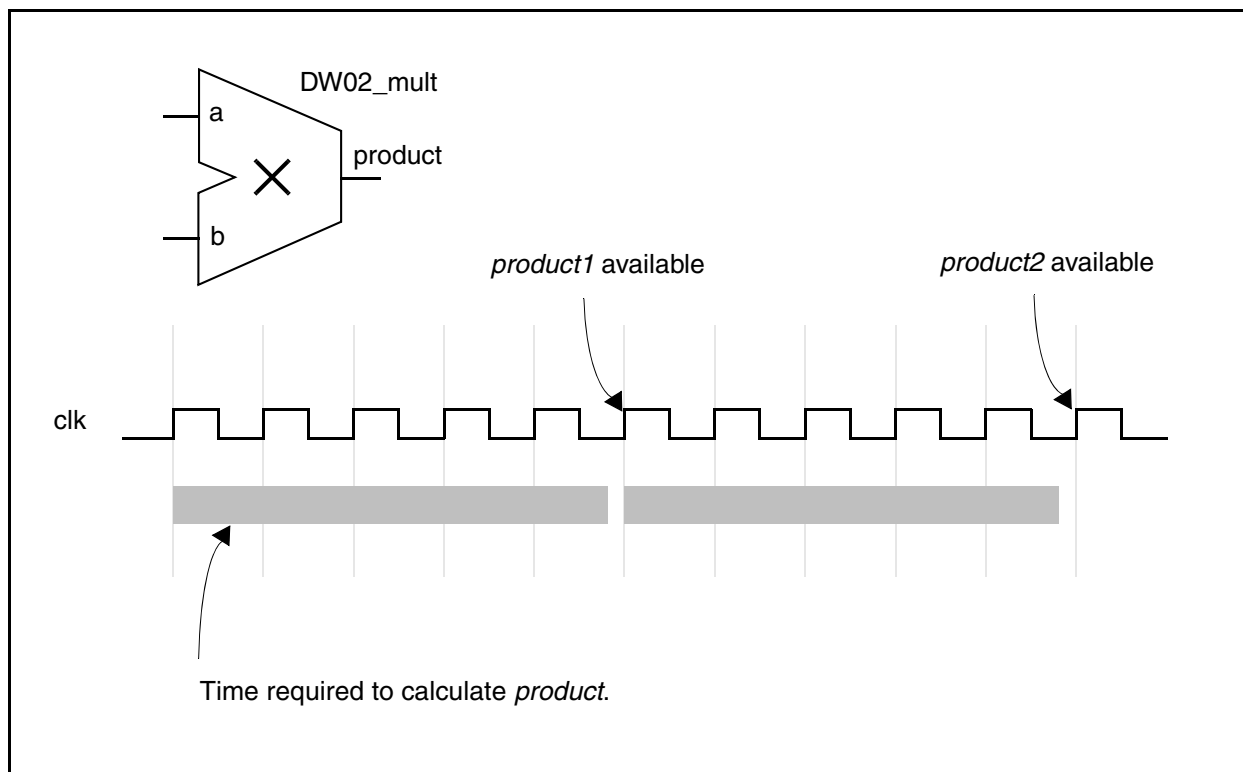 DW02_mult
a
product
b
product1 available
product2 available
clk
Time required to calculate product.